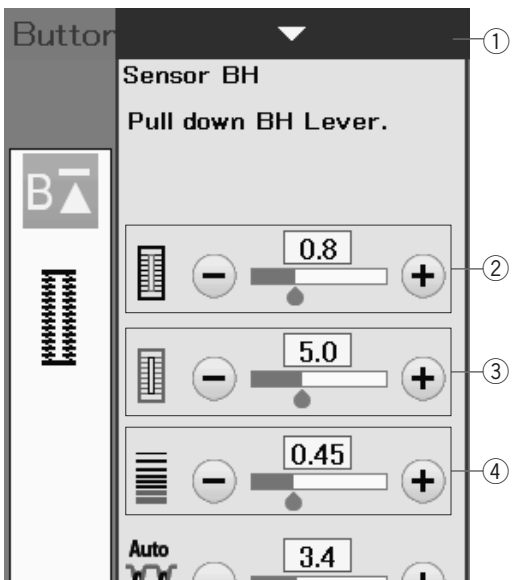 Button
①
Sensor BH
Pull down BH Lever.
B
0.8
− + ②
5.0
− + ③
0.45
− + ④
Auto
3.4
+